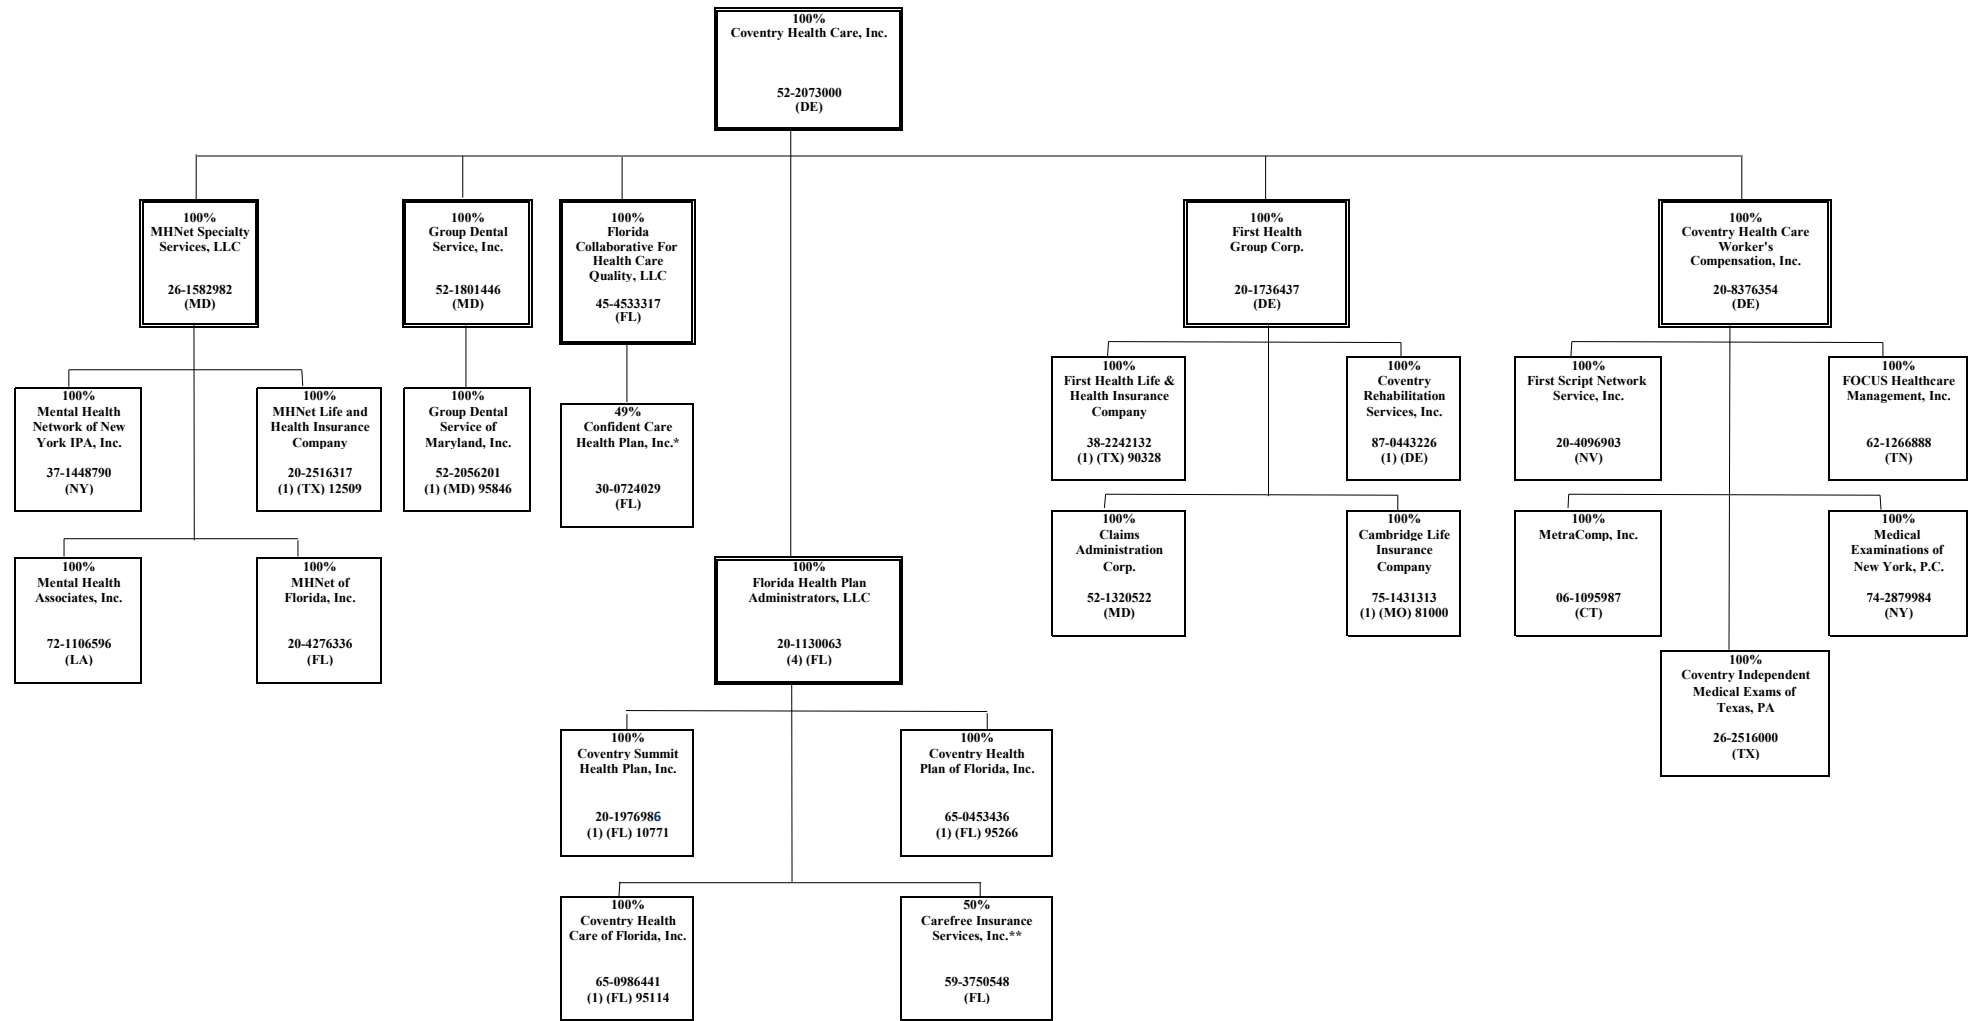 100%
Coventry Health Care, Inc.
52-2073000
(DE)
100%
MHNet Specialty
Services, LLC
26-1582982
(MD)
100%
Group Dental
Service, Inc.
52-1801446
(MD)
100%
Florida
Collaborative For
Health Care
Quality, LLC
45-4533317
(FL)
100%
First Health
Group Corp.
20-1736437
(DE)
100%
Coventry Health Care
Worker's
Compensation, Inc.
20-8376354
(DE)
100%
Mental Health
Network of New
York IPA, Inc.
37-1448790
(NY)
100%
MHNet Life and
Health Insurance
Company
20-2516317
(1) (TX) 12509
100%
Group Dental
Service of
Maryland, Inc.
52-2056201
(1) (MD) 95846
49%
Confident Care
Health Plan, Inc.*
30-0724029
(FL)
100%
First Health Life &
Health Insurance
Company
38-2242132
(1) (TX) 90328
100%
Coventry
Rehabilitation
Services, Inc.
87-0443226
(1) (DE)
100%
First Script Network
Service, Inc.
20-4096903
(NV)
100%
FOCUS Healthcare
Management, Inc.
62-1266888
(TN)
100%
Mental Health
Associates, Inc.
72-1106596
(LA)
100%
MHNet of
Florida, Inc.
20-4276336
(FL)
100%
Florida Health Plan
Administrators, LLC
20-1130063
(4) (FL)
100%
Claims
Administration
Corp.
52-1320522
(MD)
100%
Cambridge Life
Insurance
Company
75-1431313
(1) (MO) 81000
100%
MetraComp, Inc.
06-1095987
(CT)
100%
Medical
Examinations of
New York, P.C.
74-2879984
(NY)
100%
Coventry Independent
Medical Exams of
Texas, PA
26-2516000
(TX)
100%
Coventry Summit
Health Plan, Inc.
20-1976986
(1) (FL) 10771
100%
Coventry Health
Plan of Florida, Inc.
65-0453436
(1) (FL) 95266
100%
Coventry Health
Care of Florida, Inc.
65-0986441
(1) (FL) 95114
50%
Carefree Insurance
Services, Inc.**
59-3750548
(FL)